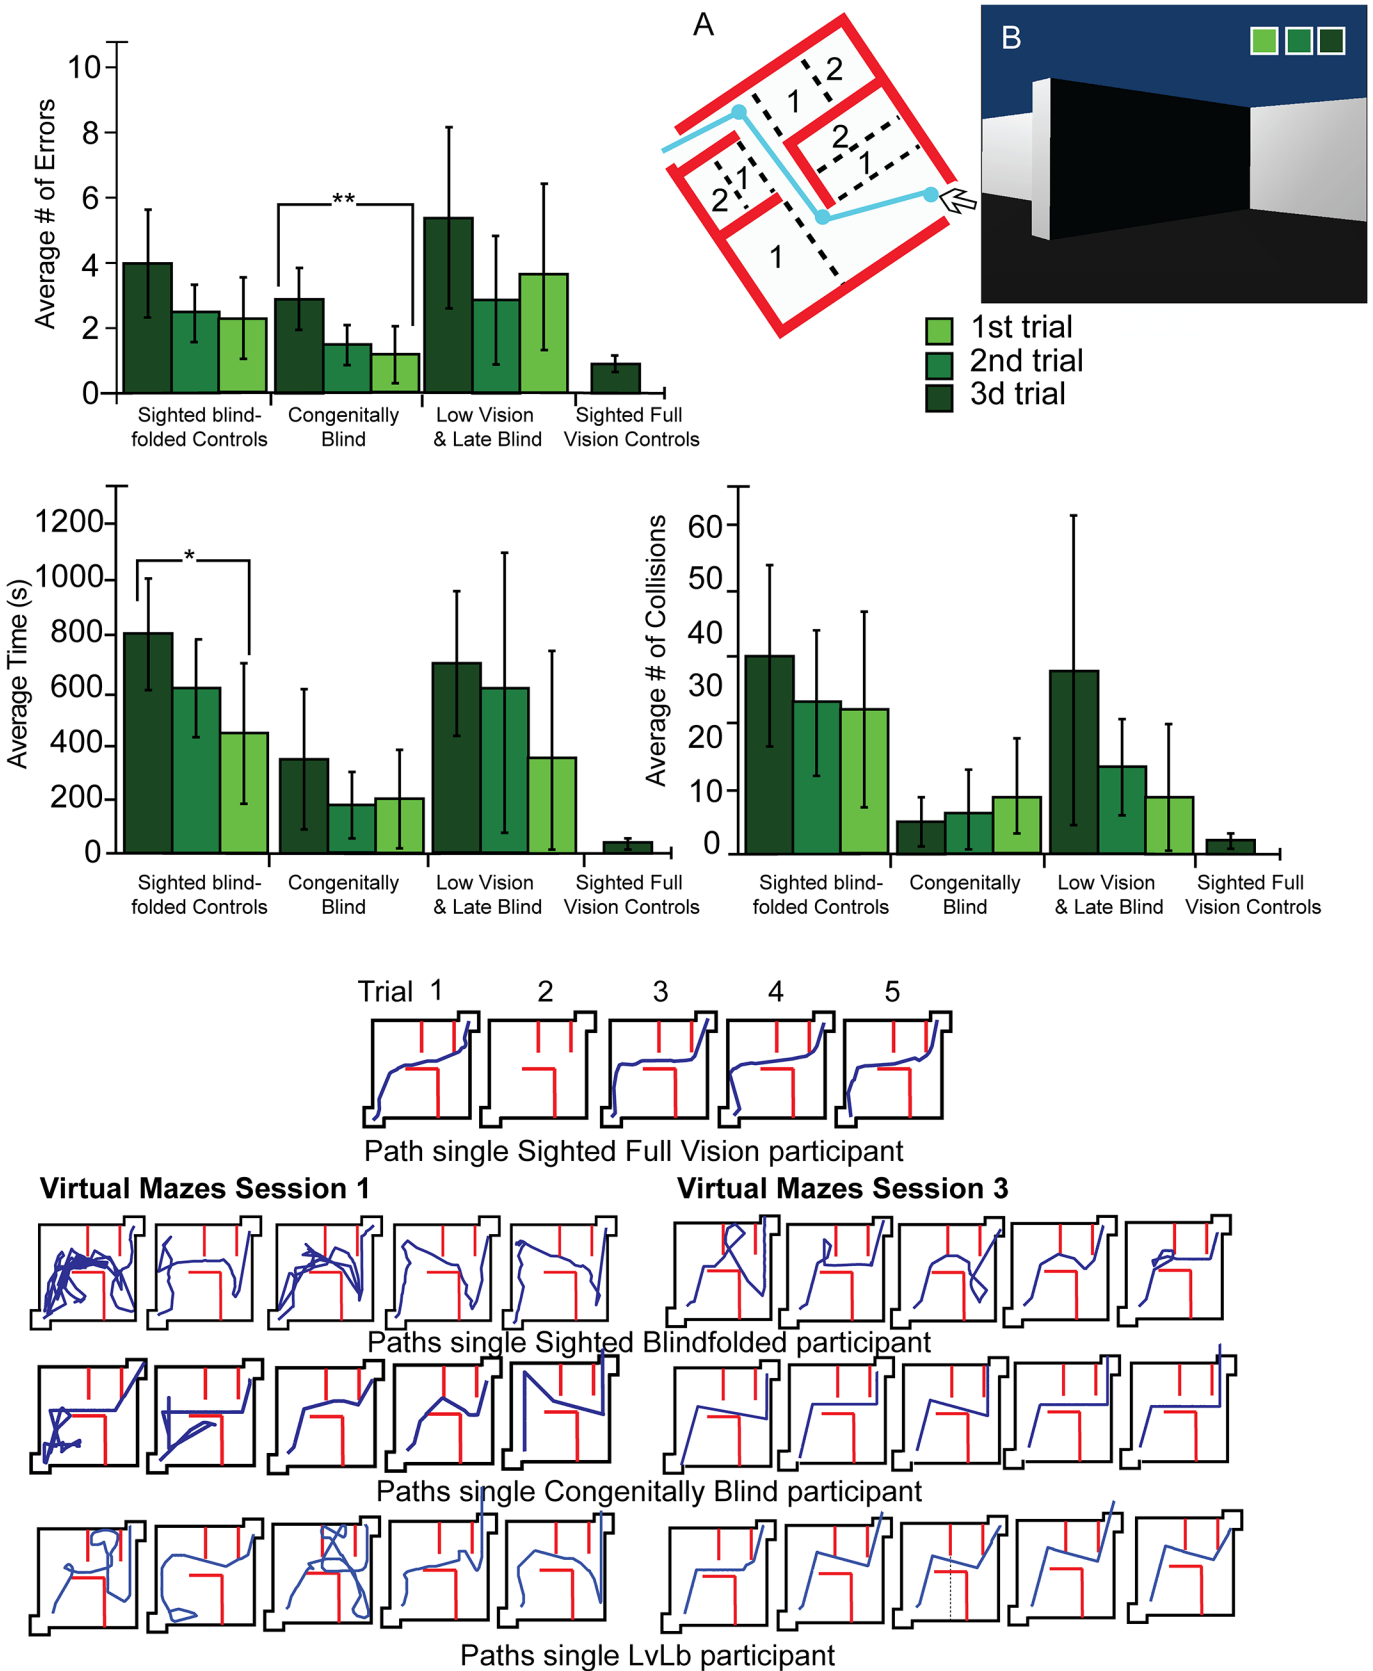 Average # of Errors
10
8
6
4
2
0
**
Sighted blind-
folded Controls
Congenitally
Blind
Low Vision
& Late Blind
Sighted Full
Vision Controls
A
2
1
2
1
1
2
1
B
1st trial
2nd trial
3d trial
Average Time (s)
1200
1000
800
600
400
200
0
*
Sighted blind-
folded Controls
Congenitally
Blind
Low Vision
& Late Blind
Sighted Full
Vision Controls
Average # of Collisions
60
50
40
30
20
10
0
Sighted blind-
folded Controls
Congenitally
Blind
Low Vision
& Late Blind
Sighted Full
Vision Controls
Trial 1 2 3 4 5
Path single Sighted Full Vision participant
Virtual Mazes Session 1
Virtual Mazes Session 3
Paths single Sighted Blindfolded participant
Paths single Congenitally Blind participant
Paths single LvLb participant